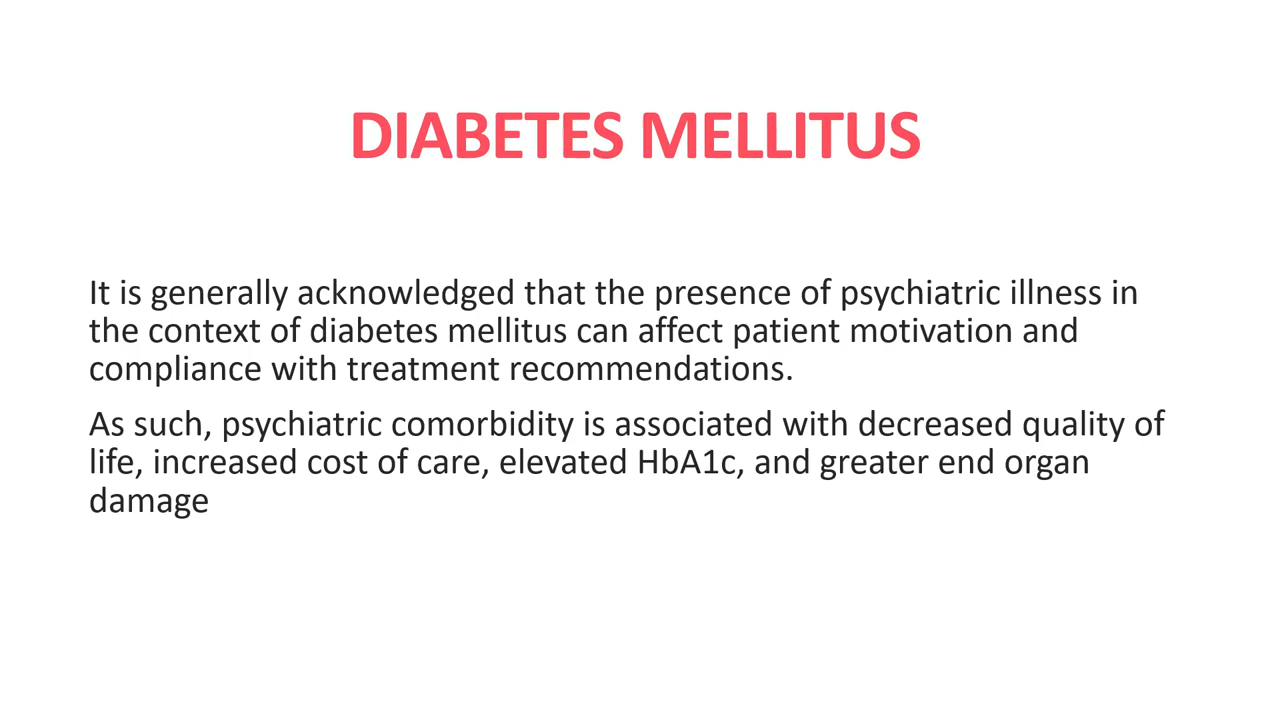 DIABETES MELLITUS
It is generally acknowledged that the presence of psychiatric illness in
the context of diabetes mellitus can affect patient motivation and
compliance with treatment recommendations.
As such, psychiatric comorbidity is associated with decreased quality of
life, increased cost of care, elevated HbA1c, and greater end organ
damage